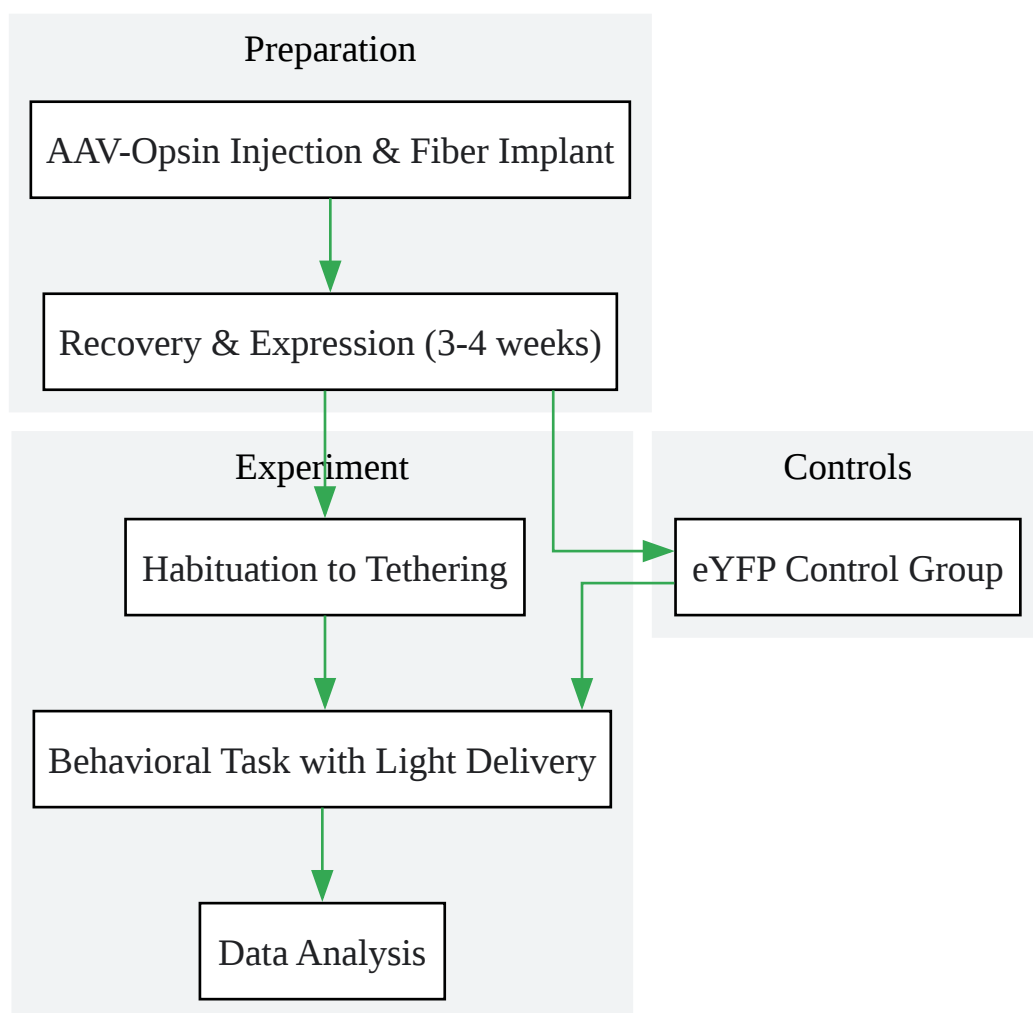 Preparation
AAV-Opsin Injection & Fiber Implant
Recovery & Expression (3-4 weeks)
Experiment
Controls
Habituation to Tethering
eYFP Control Group
Behavioral Task with Light Delivery
Data Analysis